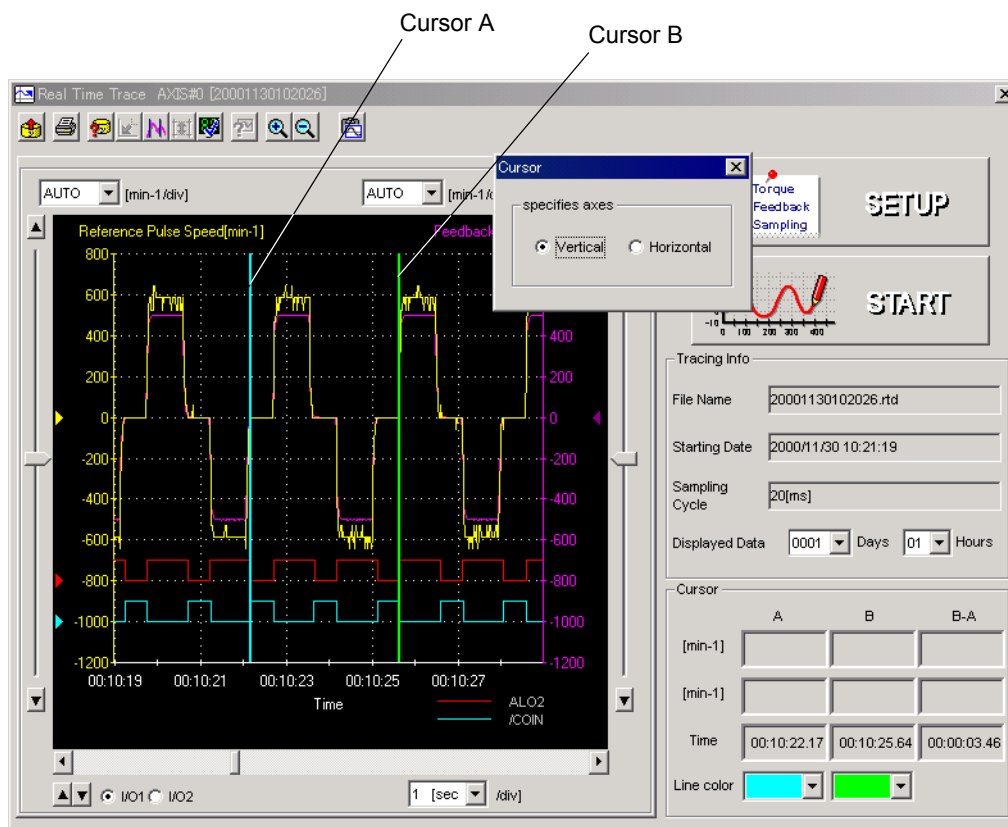 Cursor A
Cursor B
Real Time Trace AXIS#0 [20001130102026]
Cursor
specifies axes
Vertical
Horizontal
AUTO [min-1/div]
AUTO
Torque
Feedback
Sampling
SETUP
START
-10
0 100 200 300 400
Reference Pulse Speed[min-1]
Feedback
800
600
400
200
0
-200
-400
-600
-800
-1000
-1200
400
200
0
-200
-400
-600
-800
-1000
-1200
00:10:19 00:10:21 00:10:23 00:10:25 00:10:27
Time
ALO2
/COIN
I/O1 I/O2
1 [sec /div]
Tracing Info
File Name 20001130102026.rtd
Starting Date 2000/11/30 10:21:19
Sampling
Cycle
20[ms]
Displayed Data 0001 Days 01 Hours
Cursor
A B B-A
[min-1]
[min-1]
Time 00:10:22.17 00:10:25.64 00:00:03.46
Line color